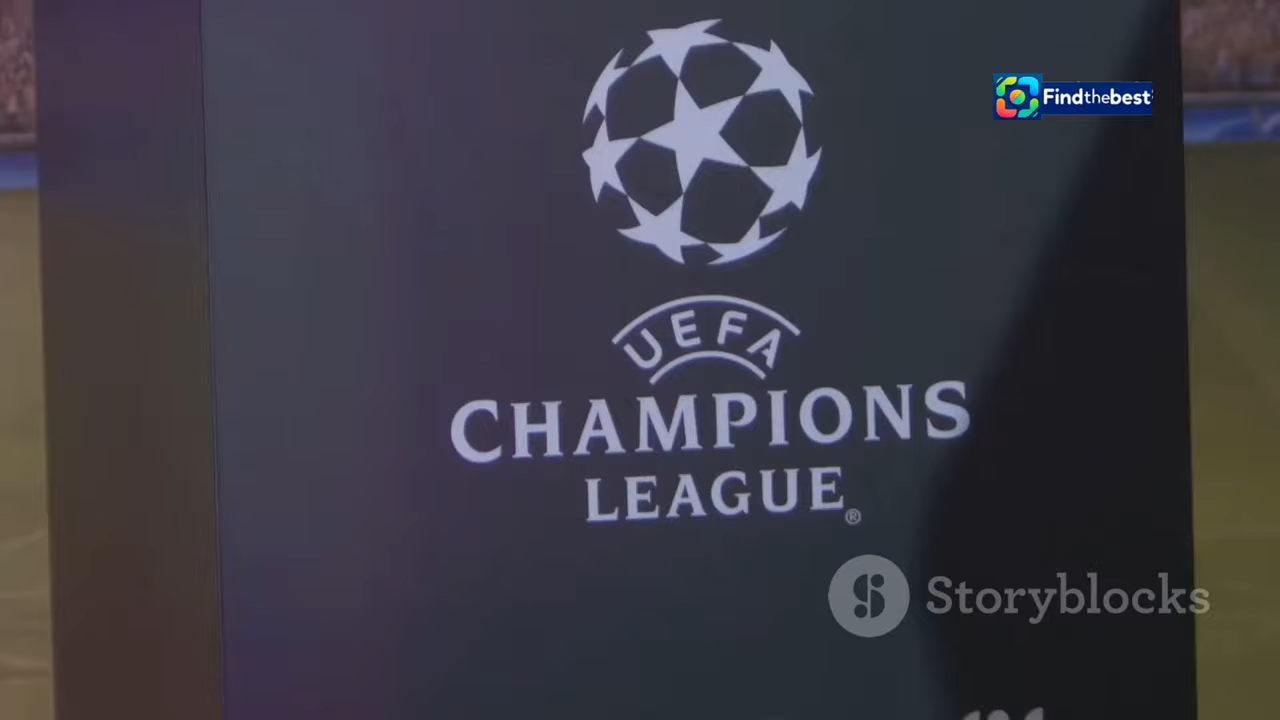 Findthebest
UEFA
CHAMPIONS
LEAGUE®
Storyblocks